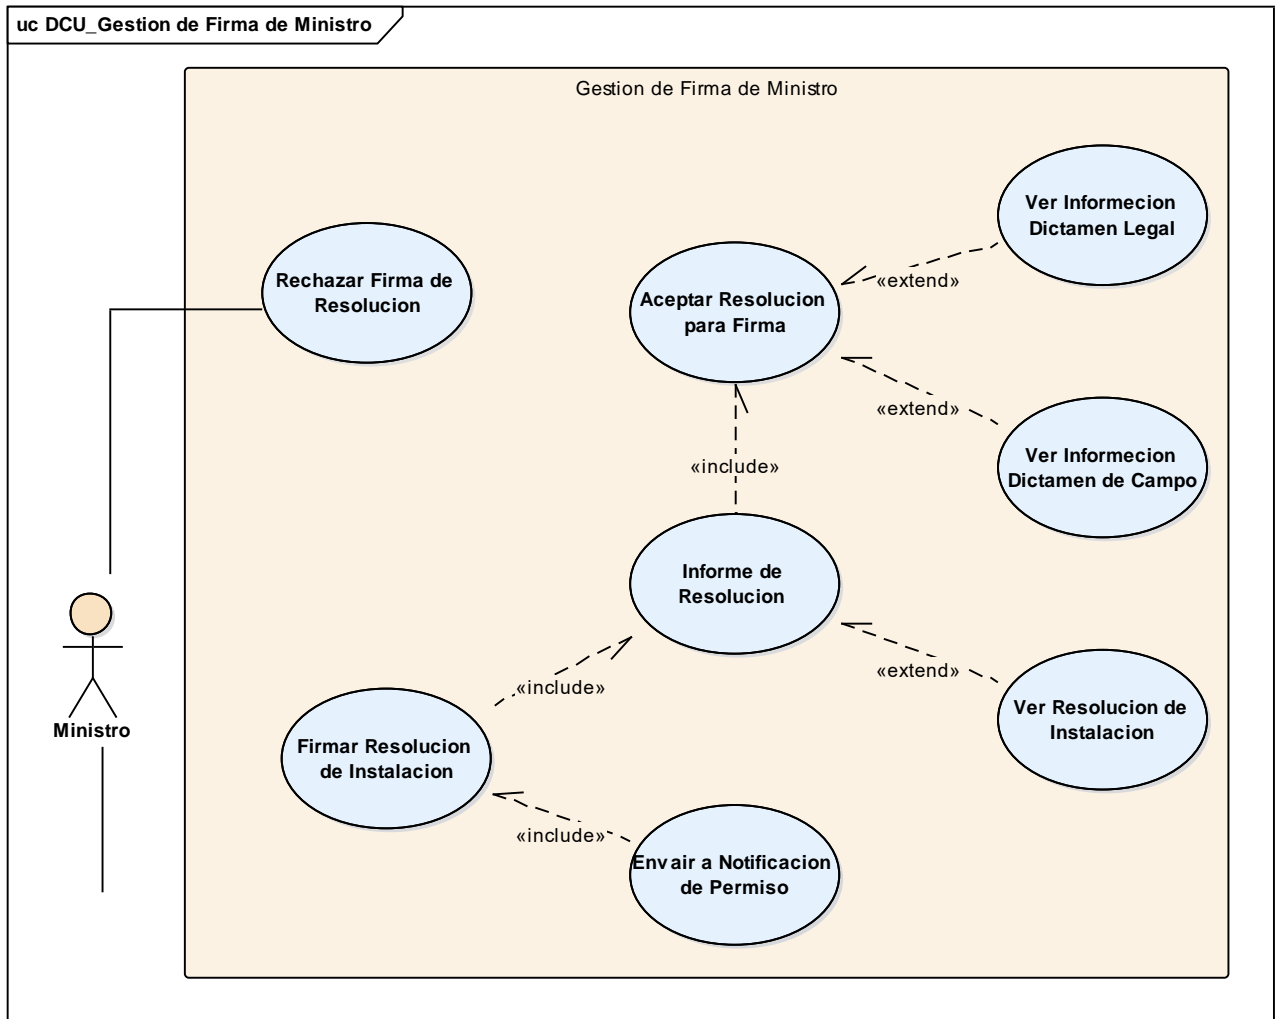 uc DCU_Gestion de Firma de Ministro
Gestion de Firma de Ministro
Ver Informecion
Dictamen Legal
Rechazar Firma de
Resolucion
Aceptar Resolucion
para Firma
«extend»
«extend»
Ver Informecion
Dictamen de Campo
«include»
Informe de
Resolucion
«extend»
Ver Resolucion de
Instalacion
«include»
Ministro
Firmar Resolucion
de Instalacion
«include»
Envair a Notificacion
de Permiso